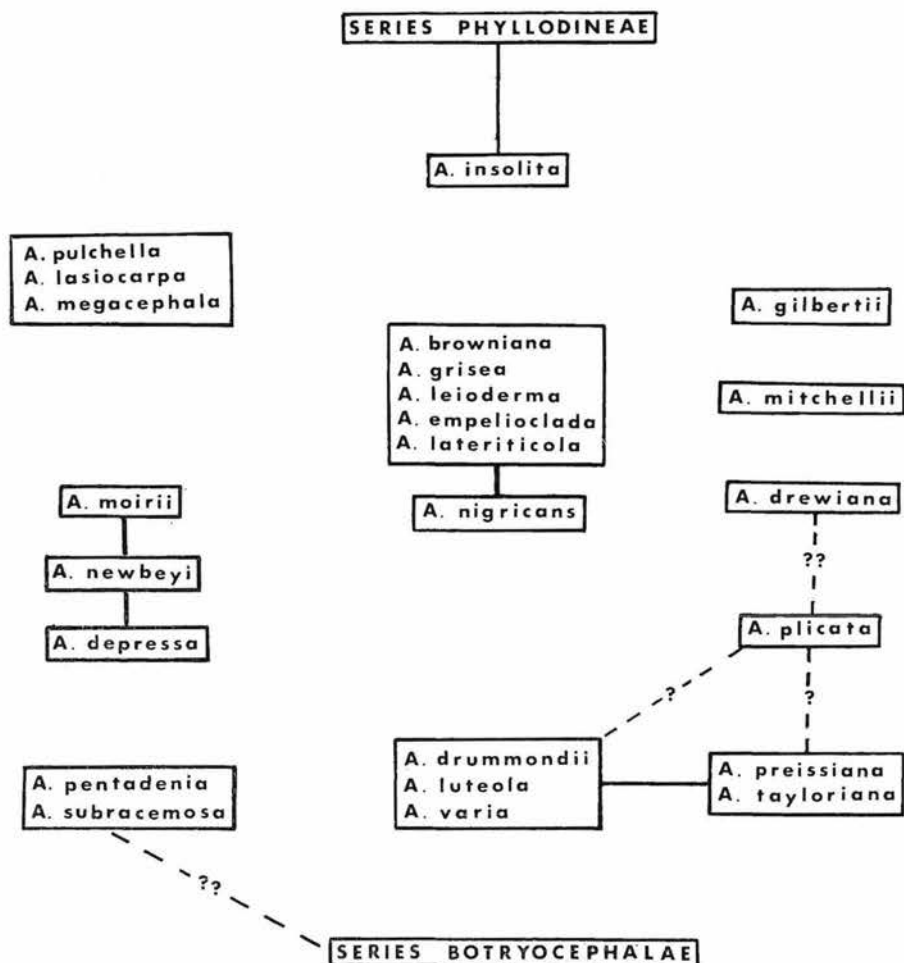 SERIES PHYLLODINEAE
A. insolita
A. pulchella
A. lasiocarpa
A. megacephala
A. gilbertii
A. browniana
A. grisea
A. leioderma
A. empelioclada
A. lateriticola
A. mitchellii
A. moirii
A. nigricans
A. drewiana
??
A. newbeyi
A. plicata
A. depressa
?
?
A. drummondii
A. luteola
A. varia
A. preissiana
A. tayloriana
A. pentadenia
A. subracemosa
??
SERIES BOTRYOCEPHALAE